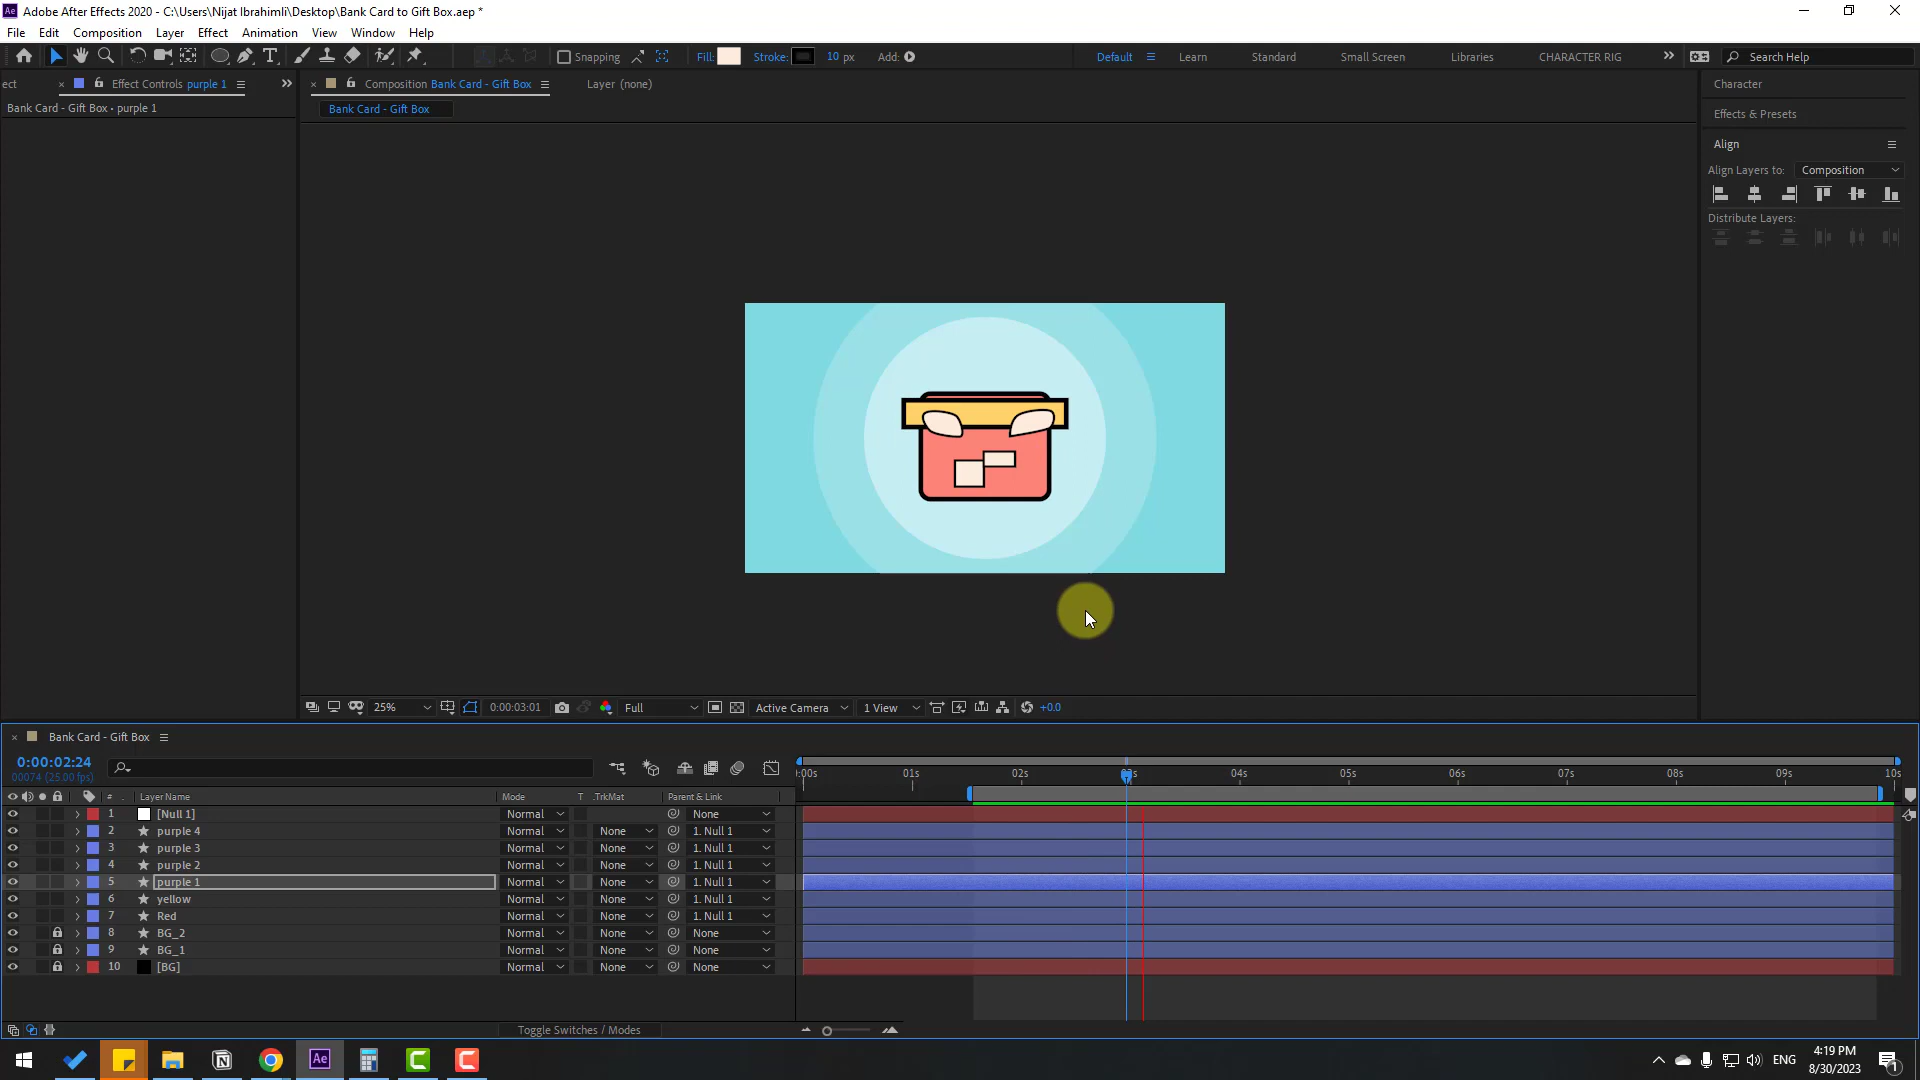 Adobe After Effects 2020 - C:\Users\Nijat Ibrahimli\Desktop\Bank Card to Gift Box.aep *
File Edit Composition Layer Effect Animation View Window Help
Snapping Fill: Stroke: 10 px Add: Default Learn Standard Small Screen Libraries CHARACTER RIG Search Help
ect Effect Controls purple 1 Composition Bank Card - Gift Box Layer (none) Character
Bank Card - Gift Box • purple 1 Bank Card - Gift Box
Effects & Presets
Align
Align Layers to: Composition
Distribute Layers:
25% 0:00:03:01 Full Active Camera 1 View +0.0
Bank Card - Gift Box
0:00:02:24
00074 (25.00 fps)
:00s 01s 02s 03s 04s 05s 06s 07s 08s 09s 10s
# Layer Name Mode T .TrkMat Parent & Link
1 [Null 1] Normal None
2 purple 4 Normal None 1. Null 1
3 purple 3 Normal None 1. Null 1
4 purple 2 Normal None 1. Null 1
5 purple 1 Normal None 1. Null 1
6 yellow Normal None 1. Null 1
7 Red Normal None 1. Null 1
8 BG_2 Normal None None
9 BG_1 Normal None None
10 [BG] Normal None None
Toggle Switches / Modes
Ae ENG 4:19 PM
8/30/2023 1